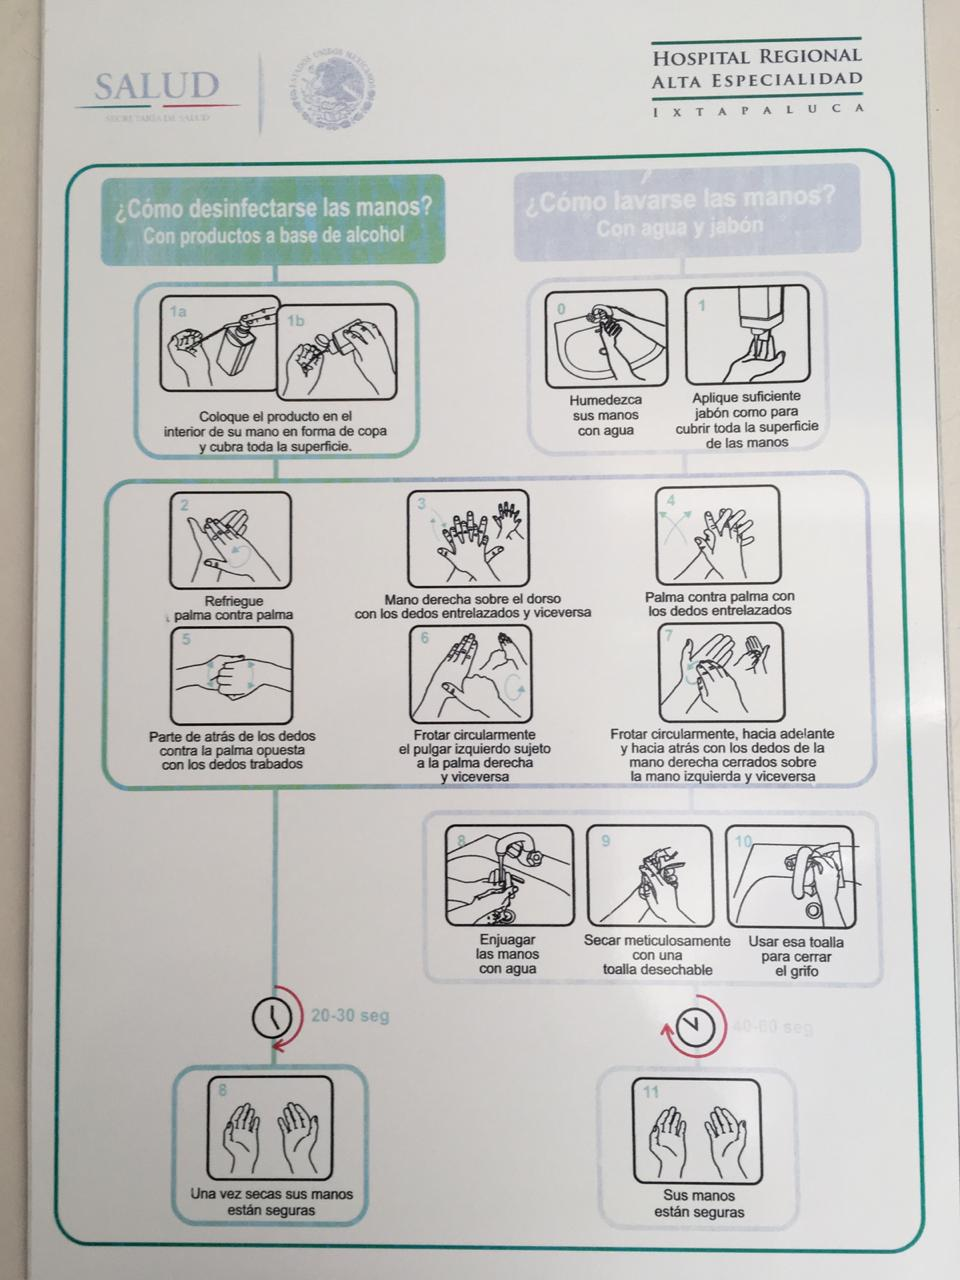 SALUD
SECRETARÍA DE SALUD
ESTADOS UNIDOS MEXICANOS
HOSPITAL REGIONAL
ALTA ESPECIALIDAD
IXTAPALUCA
¿Cómo desinfectarse las manos?
Con productos a base de alcohol
¿Cómo lavarse las manos?
Con agua y jabón
1a
1b
Coloque el producto en el
interior de su mano en forma de copa
y cubra toda la superficie.
0
Humedezca
sus manos
con agua
1
Aplique suficiente
jabón como para
cubrir toda la superficie
de las manos
2
Refriegue
palma contra palma
3
Mano derecha sobre el dorso
con los dedos entrelazados y viceversa
4
Palma contra palma con
los dedos entrelazados
5
Parte de atrás de los dedos
contra la palma opuesta
con los dedos trabados
6
Frotar circularmente
el pulgar izquierdo sujeto
a la palma derecha
y viceversa
7
Frotar circularmente, hacia adelante
y hacia atrás con los dedos de la
mano derecha cerrados sobre
la mano izquierda y viceversa
8
Enjuagar
las manos
con agua
9
Secar meticulosamente
con una
toalla desechable
10
Usar esa toalla
para cerrar
el grifo
20-30 seg
40-60 seg
8
Una vez secas sus manos
están seguras
11
Sus manos
están seguras